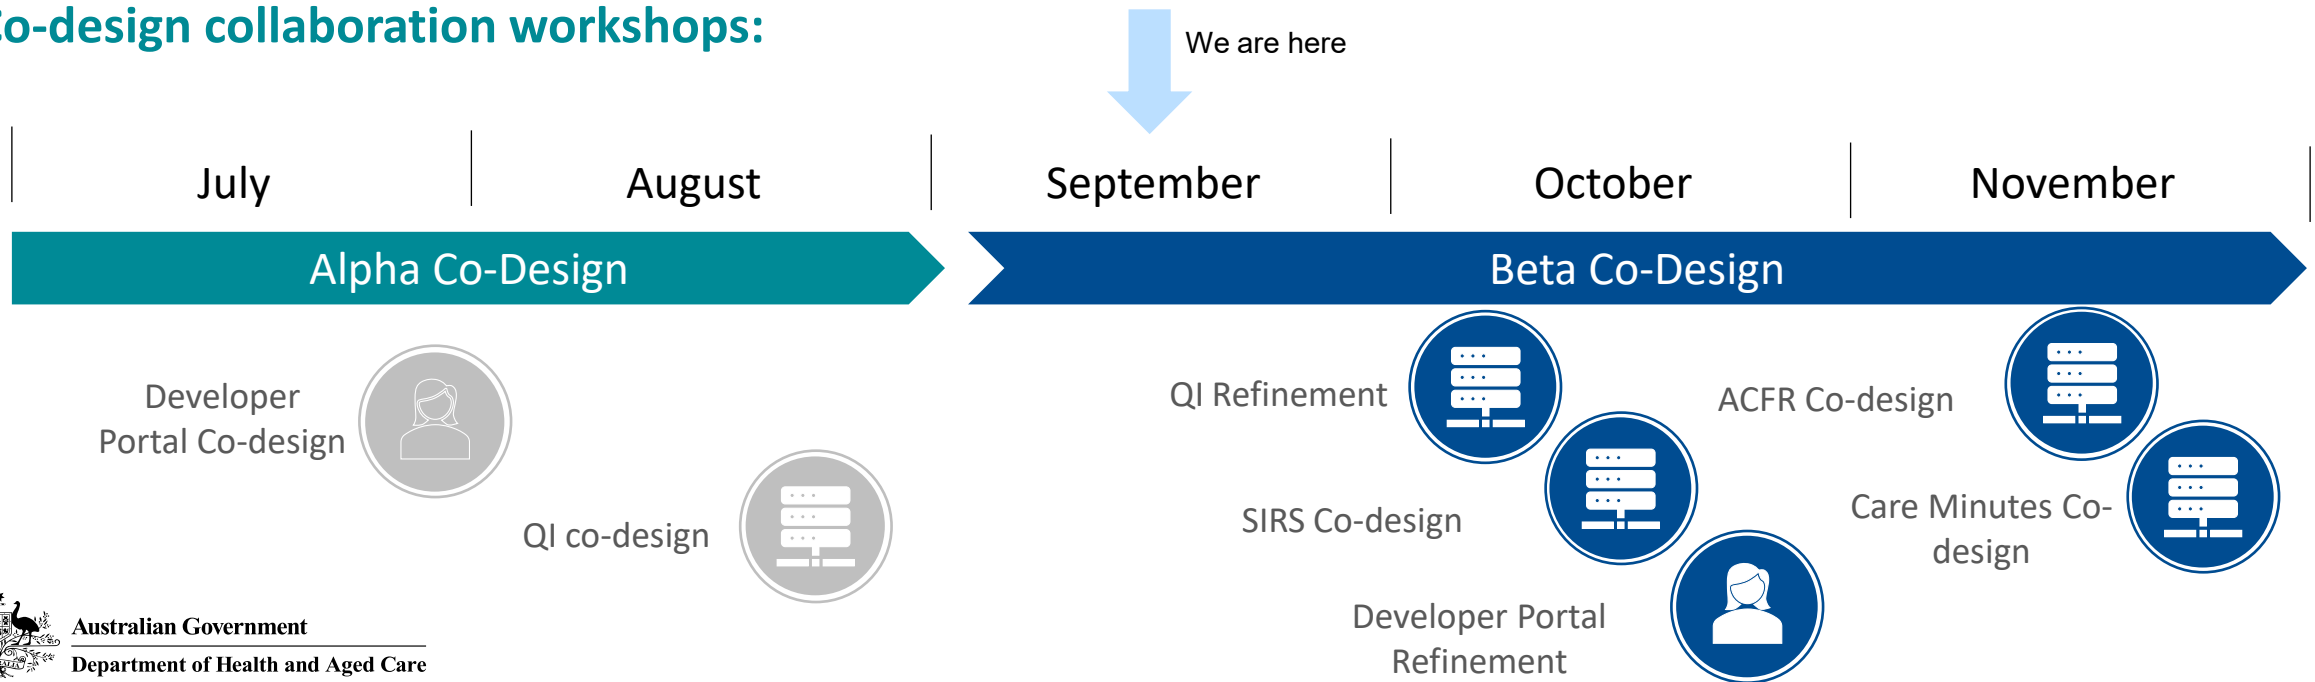 Co-design collaboration workshops:
We are here
July
August
September
October
November
Alpha Co-Design
Beta Co-Design
Developer
Portal Co-design
QI co-design
QI Refinement
SIRS Co-design
Developer Portal
Refinement
ACFR Co-design
Care Minutes Co-
design
Australian Government
Department of Health and Aged Care